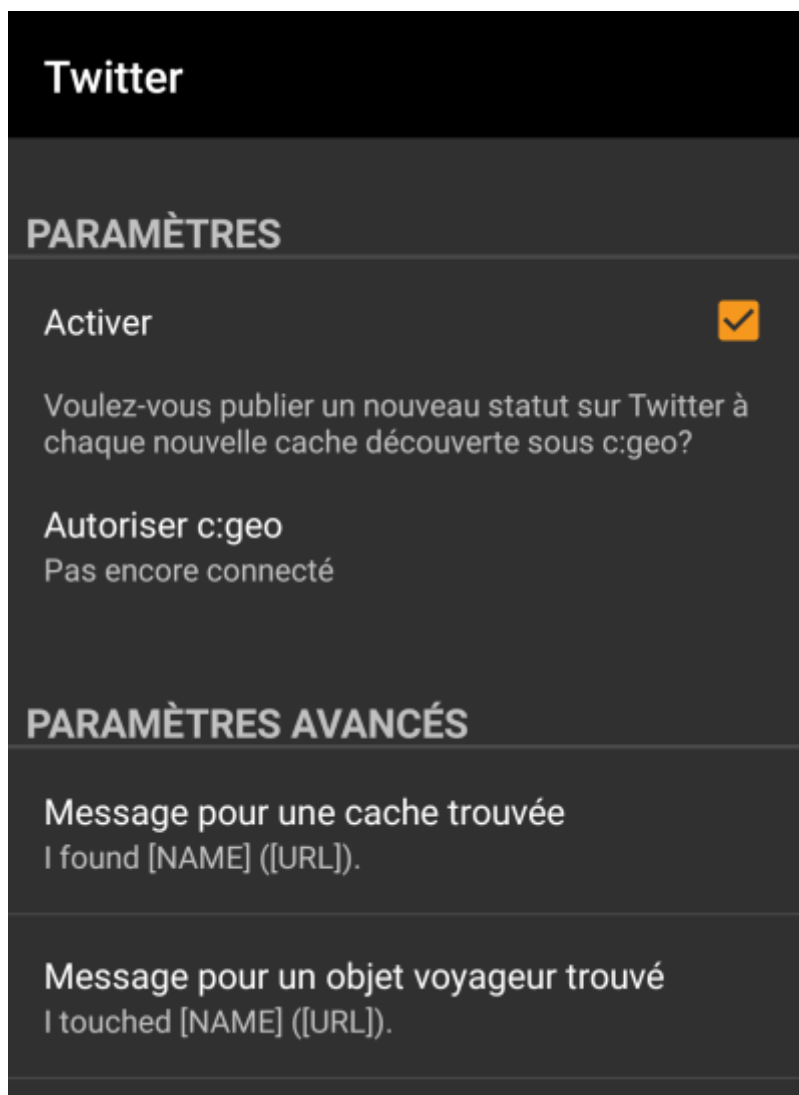 Twitter
PARAMÈTRES
Activer
Voulez-vous publier un nouveau statut sur Twitter à
chaque nouvelle cache découverte sous c:geo?
Autoriser c:geo
Pas encore connecté
PARAMÈTRES AVANCÉS
Message pour une cache trouvée
I found [NAME] ([URL]).
Message pour un objet voyageur trouvé
I touched [NAME] ([URL]).